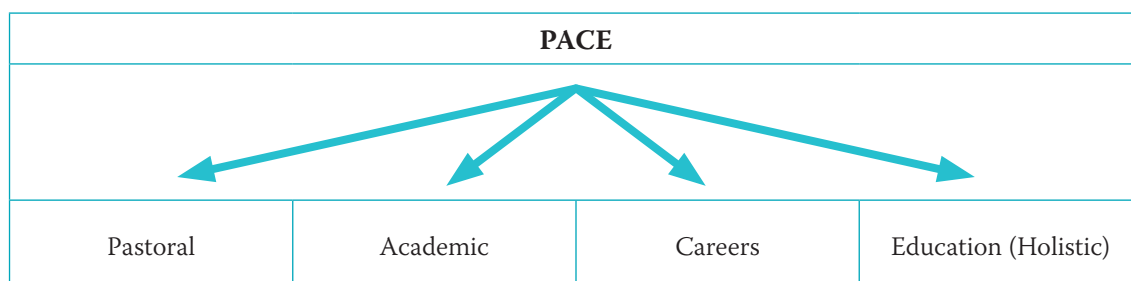 PACE
Pastoral
Academic
Careers
Education (Holistic)